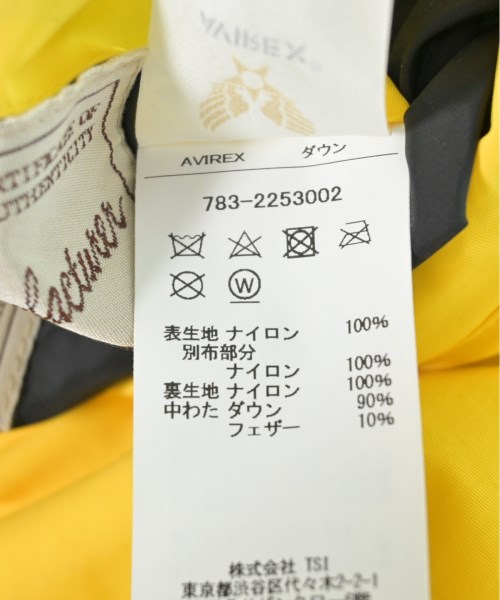 AVIREX
CERTIFICATE OF
AUTHENTICITY
AVIREX ダウン
783-2253002
W
表生地 ナイロン 100%
別布部分
ナイロン 100%
裏生地 ナイロン 100%
中わた ダウン 90%
フェザー 10%
株式会社 TSI
東京都渋谷区代々木2-2-1